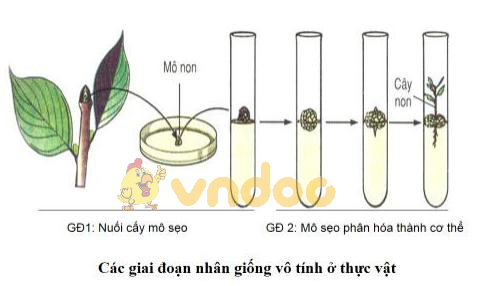 Mô non
Cây
non
vndoc
GĐ1: Nuối cấy mô sẹo
GĐ 2: Mô sẹo phân hóa thành cơ thể
Các giai đoạn nhân giống vô tính ở thực vật